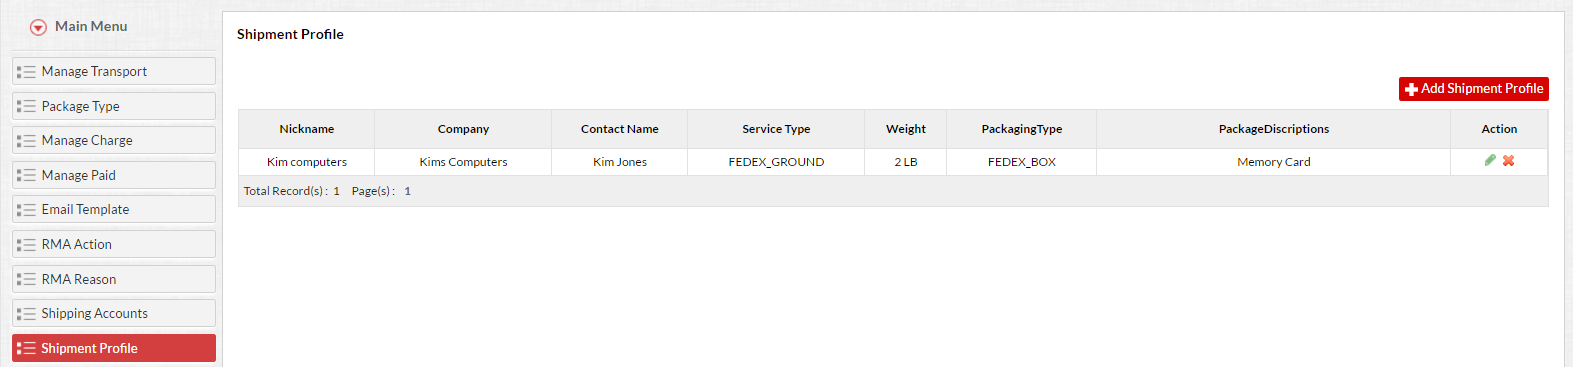 Main Menu
Manage Transport
Package Type
Manage Charge
Manage Paid
Email Template
RMA Action
RMA Reason
Shipping Accounts
Shipment Profile
Shipment Profile
Add Shipment Profile
Nickname Company Contact Name Service Type Weight PackagingType PackageDiscriptions Action
Kim computers Kims Computers Kim Jones FEDEX_GROUND 2 LB FEDEX_BOX Memory Card
Total Record(s) : 1 Page(s) : 1